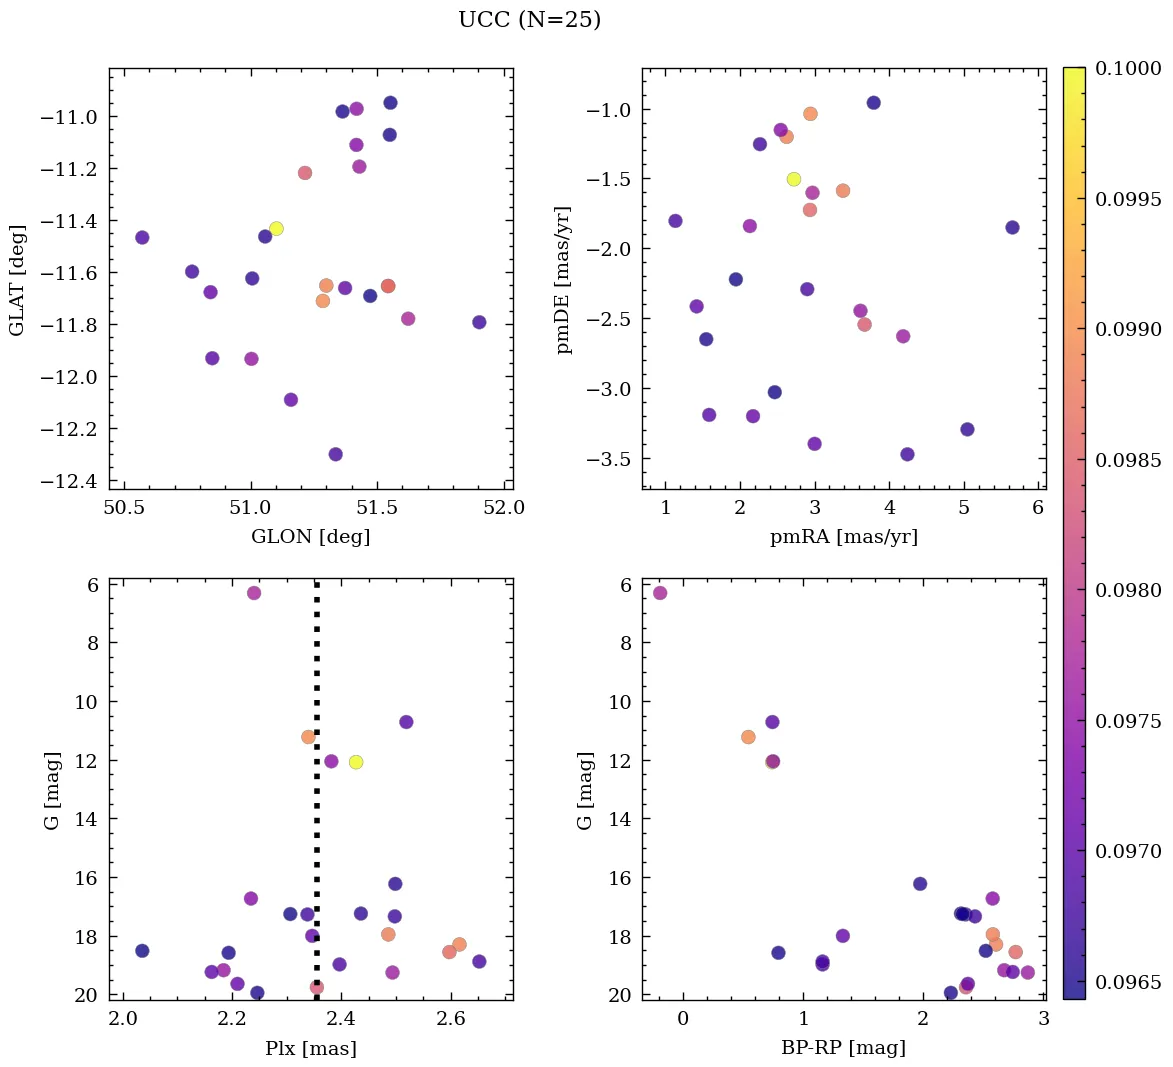 UCC (N=25)
−11.0
−11.2
−11.4
−11.6
−11.8
−12.0
−12.2
−12.4
GLAT [deg]
50.5 51.0 51.5 52.0
GLON [deg]
−1.0
−1.5
−2.0
−2.5
−3.0
−3.5
pmDE [mas/yr]
1 2 3 4 5 6
pmRA [mas/yr]
0.1000
0.0995
0.0990
0.0985
0.0980
0.0975
0.0970
0.0965
6
8
10
12
14
16
18
20
G [mag]
2.0 2.2 2.4 2.6
Plx [mas]
6
8
10
12
14
16
18
20
G [mag]
0 1 2 3
BP-RP [mag]